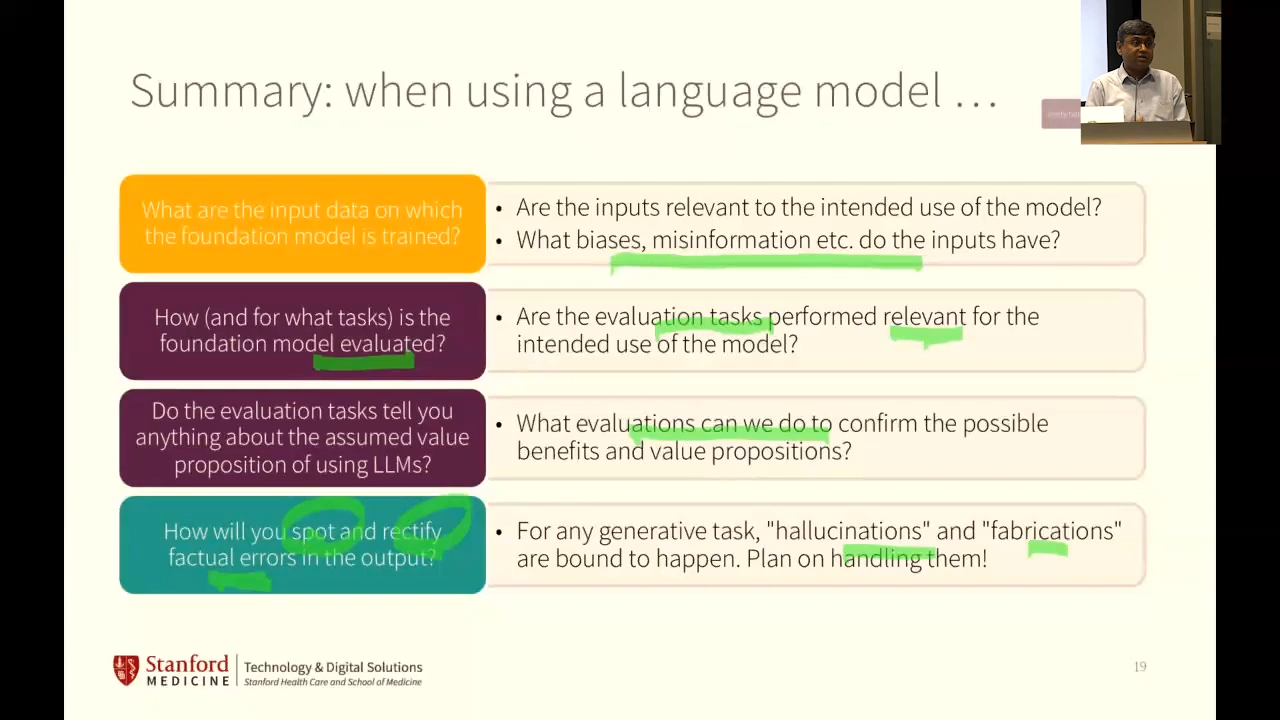 Summary: when using a language model …
What are the input data on which
the foundation model is trained?
• Are the inputs relevant to the intended use of the model?
• What biases, misinformation etc. do the inputs have?
How (and for what tasks) is the
foundation model evaluated?
• Are the evaluation tasks performed relevant for the
intended use of the model?
Do the evaluation tasks tell you
anything about the assumed value
proposition of using LLMs?
• What evaluations can we do to confirm the possible
benefits and value propositions?
How will you spot and rectify
factual errors in the output?
• For any generative task, "hallucinations" and "fabrications"
are bound to happen. Plan on handling them!
Stanford
MEDICINE
Technology & Digital Solutions
Stanford Health Care and School of Medicine
19